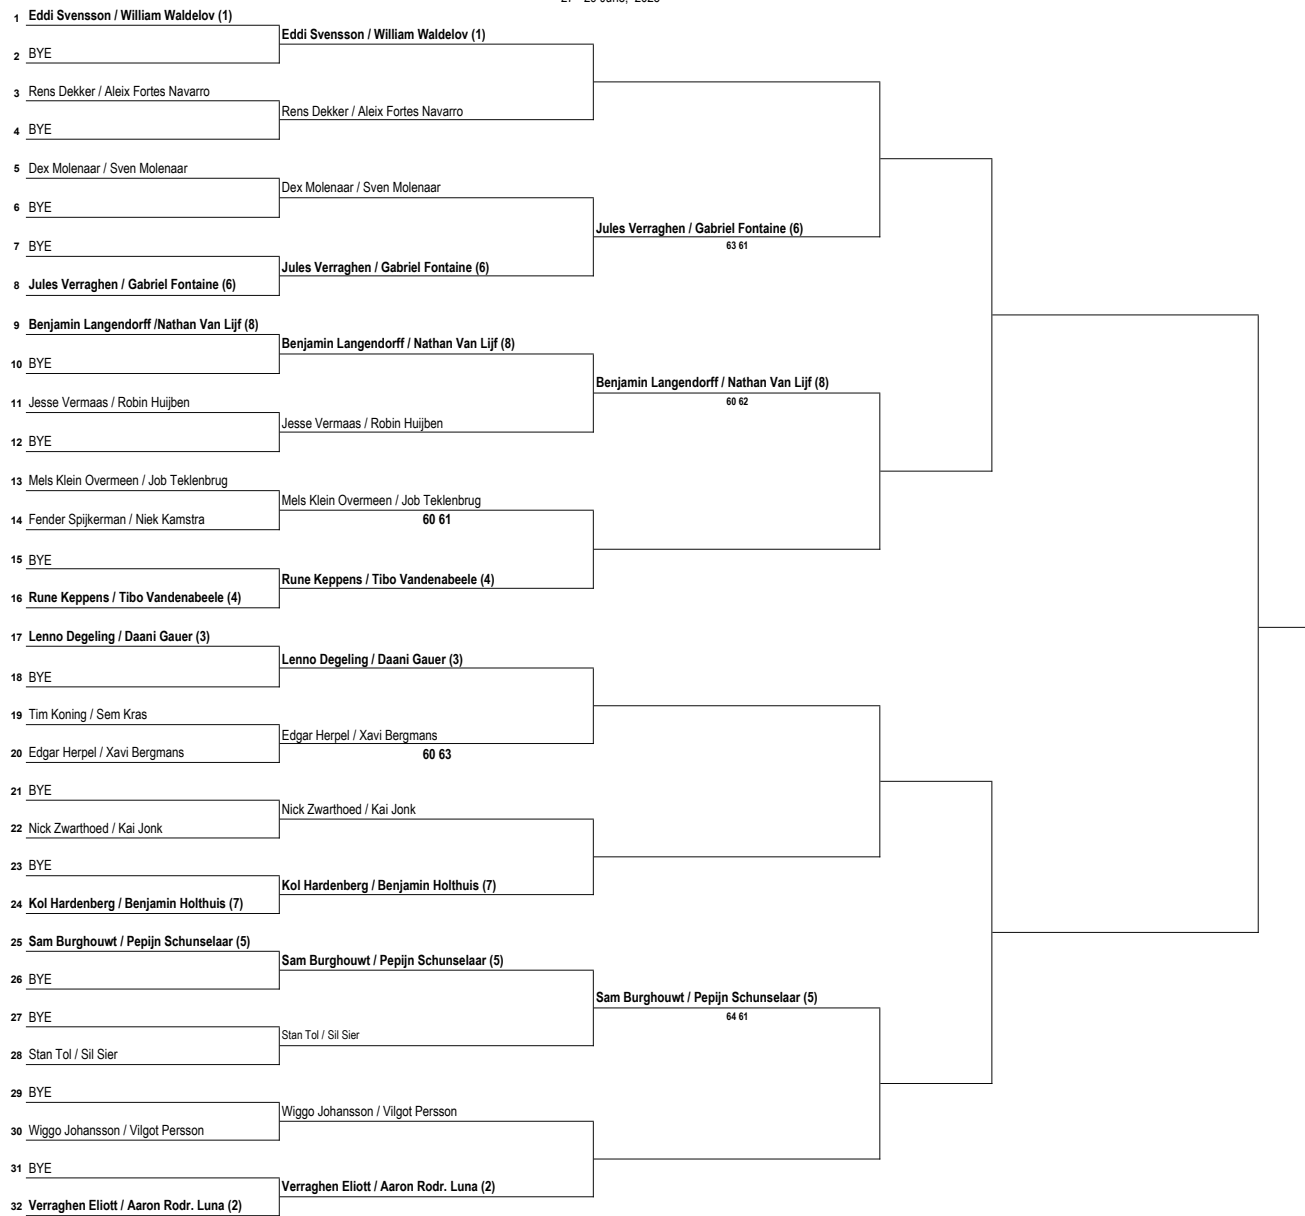 1 Eddi Svensson / William Waldelov (1)
Eddi Svensson / William Waldelov (1)
2 BYE
3 Rens Dekker / Aleix Fortes Navarro
Rens Dekker / Aleix Fortes Navarro
4 BYE
5 Dex Molenaar / Sven Molenaar
Dex Molenaar / Sven Molenaar
6 BYE
Jules Verraghen / Gabriel Fontaine (6)
63 61
7 BYE
Jules Verraghen / Gabriel Fontaine (6)
8 Jules Verraghen / Gabriel Fontaine (6)
9 Benjamin Langendorff /Nathan Van Lijf (8)
Benjamin Langendorff / Nathan Van Lijf (8)
10 BYE
Benjamin Langendorff / Nathan Van Lijf (8)
60 62
11 Jesse Vermaas / Robin Huijben
Jesse Vermaas / Robin Huijben
12 BYE
13 Mels Klein Overmeen / Job Teklenbrug
Mels Klein Overmeen / Job Teklenbrug
60 61
14 Fender Spijkerman / Niek Kamstra
15 BYE
Rune Keppens / Tibo Vandenabeele (4)
16 Rune Keppens / Tibo Vandenabeele (4)
17 Lenno Degeling / Daani Gauer (3)
Lenno Degeling / Daani Gauer (3)
18 BYE
19 Tim Koning / Sem Kras
Edgar Herpel / Xavi Bergmans
60 63
20 Edgar Herpel / Xavi Bergmans
21 BYE
Nick Zwarthoed / Kai Jonk
22 Nick Zwarthoed / Kai Jonk
23 BYE
Kol Hardenberg / Benjamin Holthuis (7)
24 Kol Hardenberg / Benjamin Holthuis (7)
25 Sam Burghouwt / Pepijn Schunselaar (5)
Sam Burghouwt / Pepijn Schunselaar (5)
26 BYE
Sam Burghouwt / Pepijn Schunselaar (5)
64 61
27 BYE
Stan Tol / Sil Sier
28 Stan Tol / Sil Sier
29 BYE
Wiggo Johansson / Vilgot Persson
30 Wiggo Johansson / Vilgot Persson
31 BYE
Verraghen Eliott / Aaron Rodr. Luna (2)
32 Verraghen Eliott / Aaron Rodr. Luna (2)